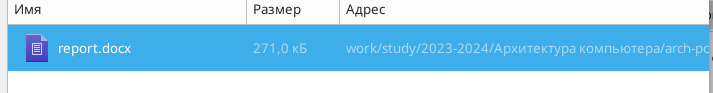 Имя Размер Адрес
report.docx 271,0 кБ work/study/2023-2024/Архитектура компьютера/arch-pc